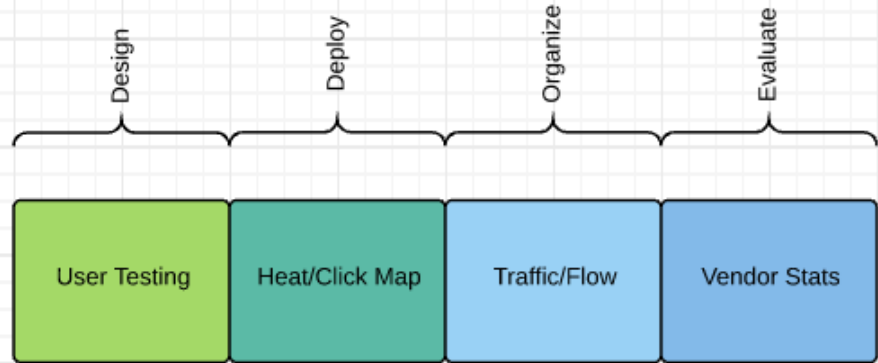 Design
Deploy
Organize
Evaluate
User Testing
Heat/Click Map
Traffic/Flow
Vendor Stats